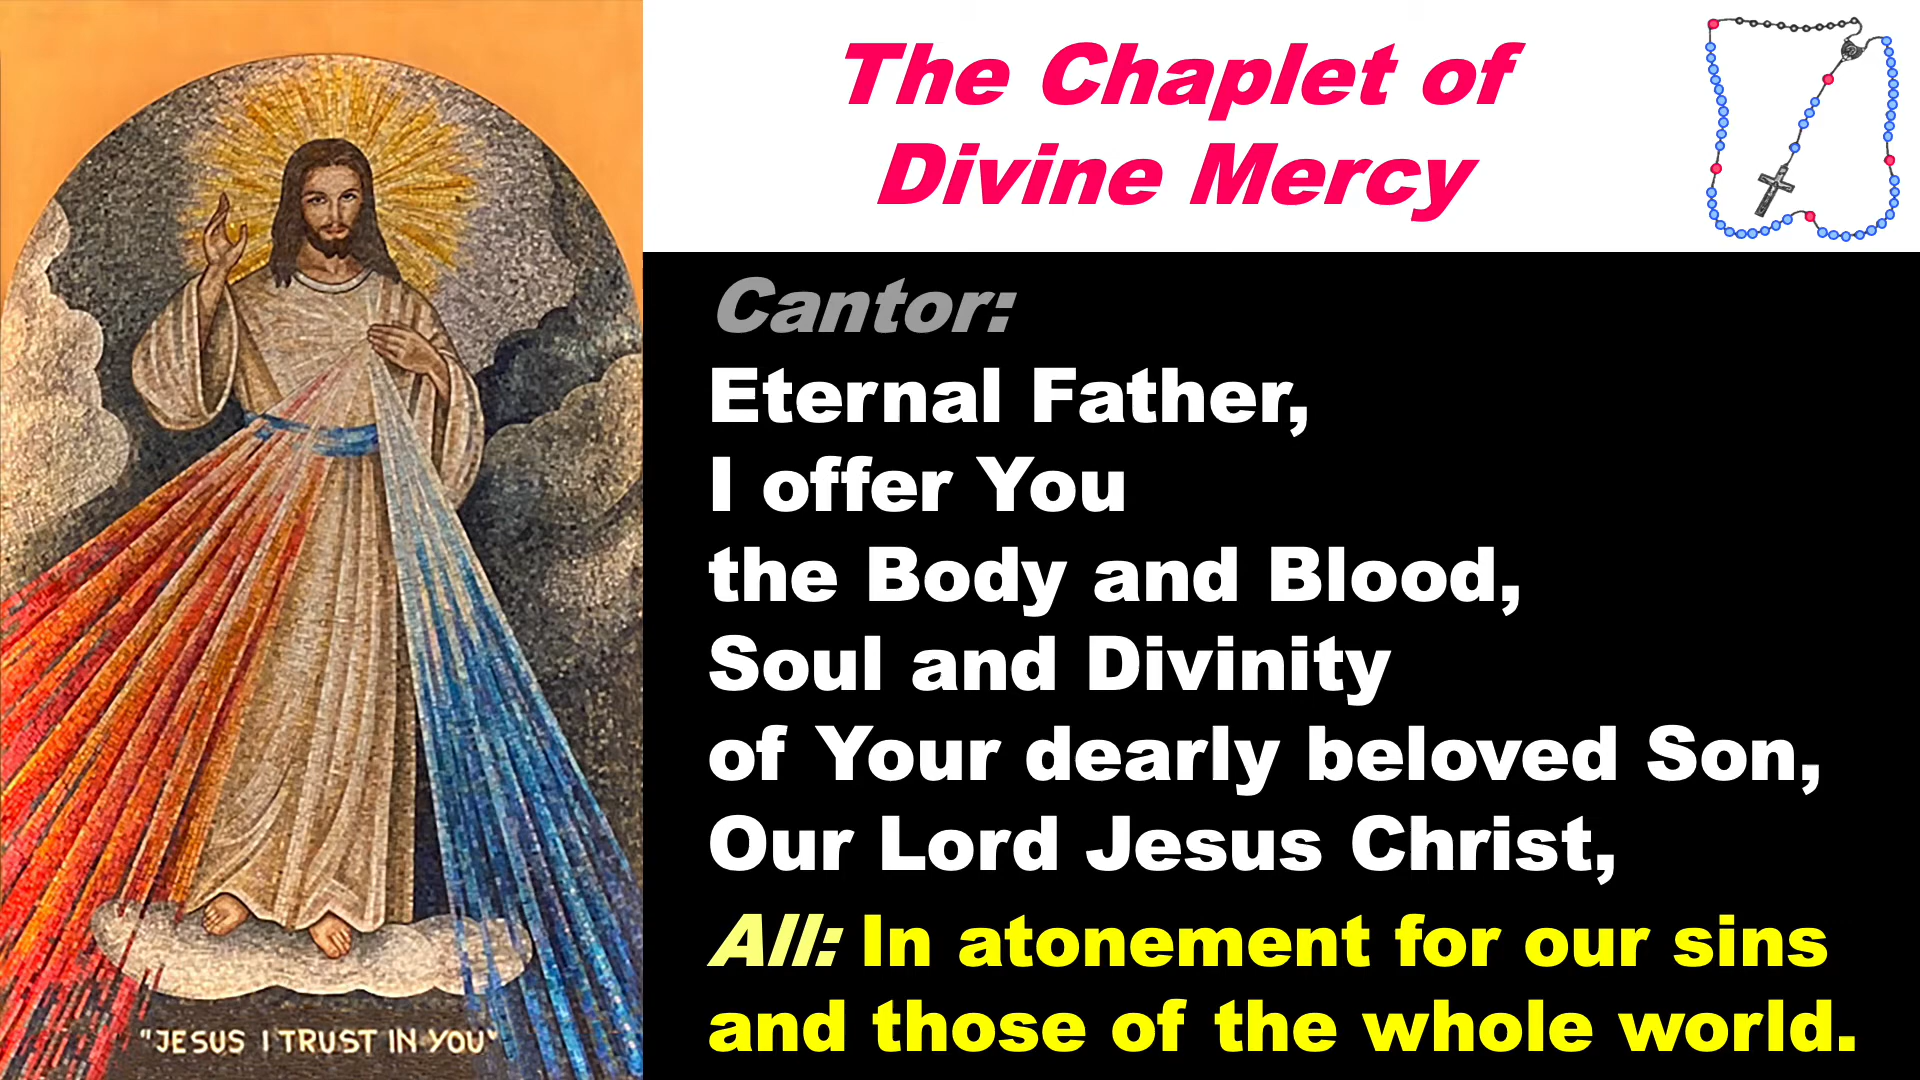 The Chaplet of
Divine Mercy
Cantor:
Eternal Father,
I offer You
the Body and Blood,
Soul and Divinity
of Your dearly beloved Son,
Our Lord Jesus Christ,
All: In atonement for our sins
and those of the whole world.
"JESUS I TRUST IN YOU"